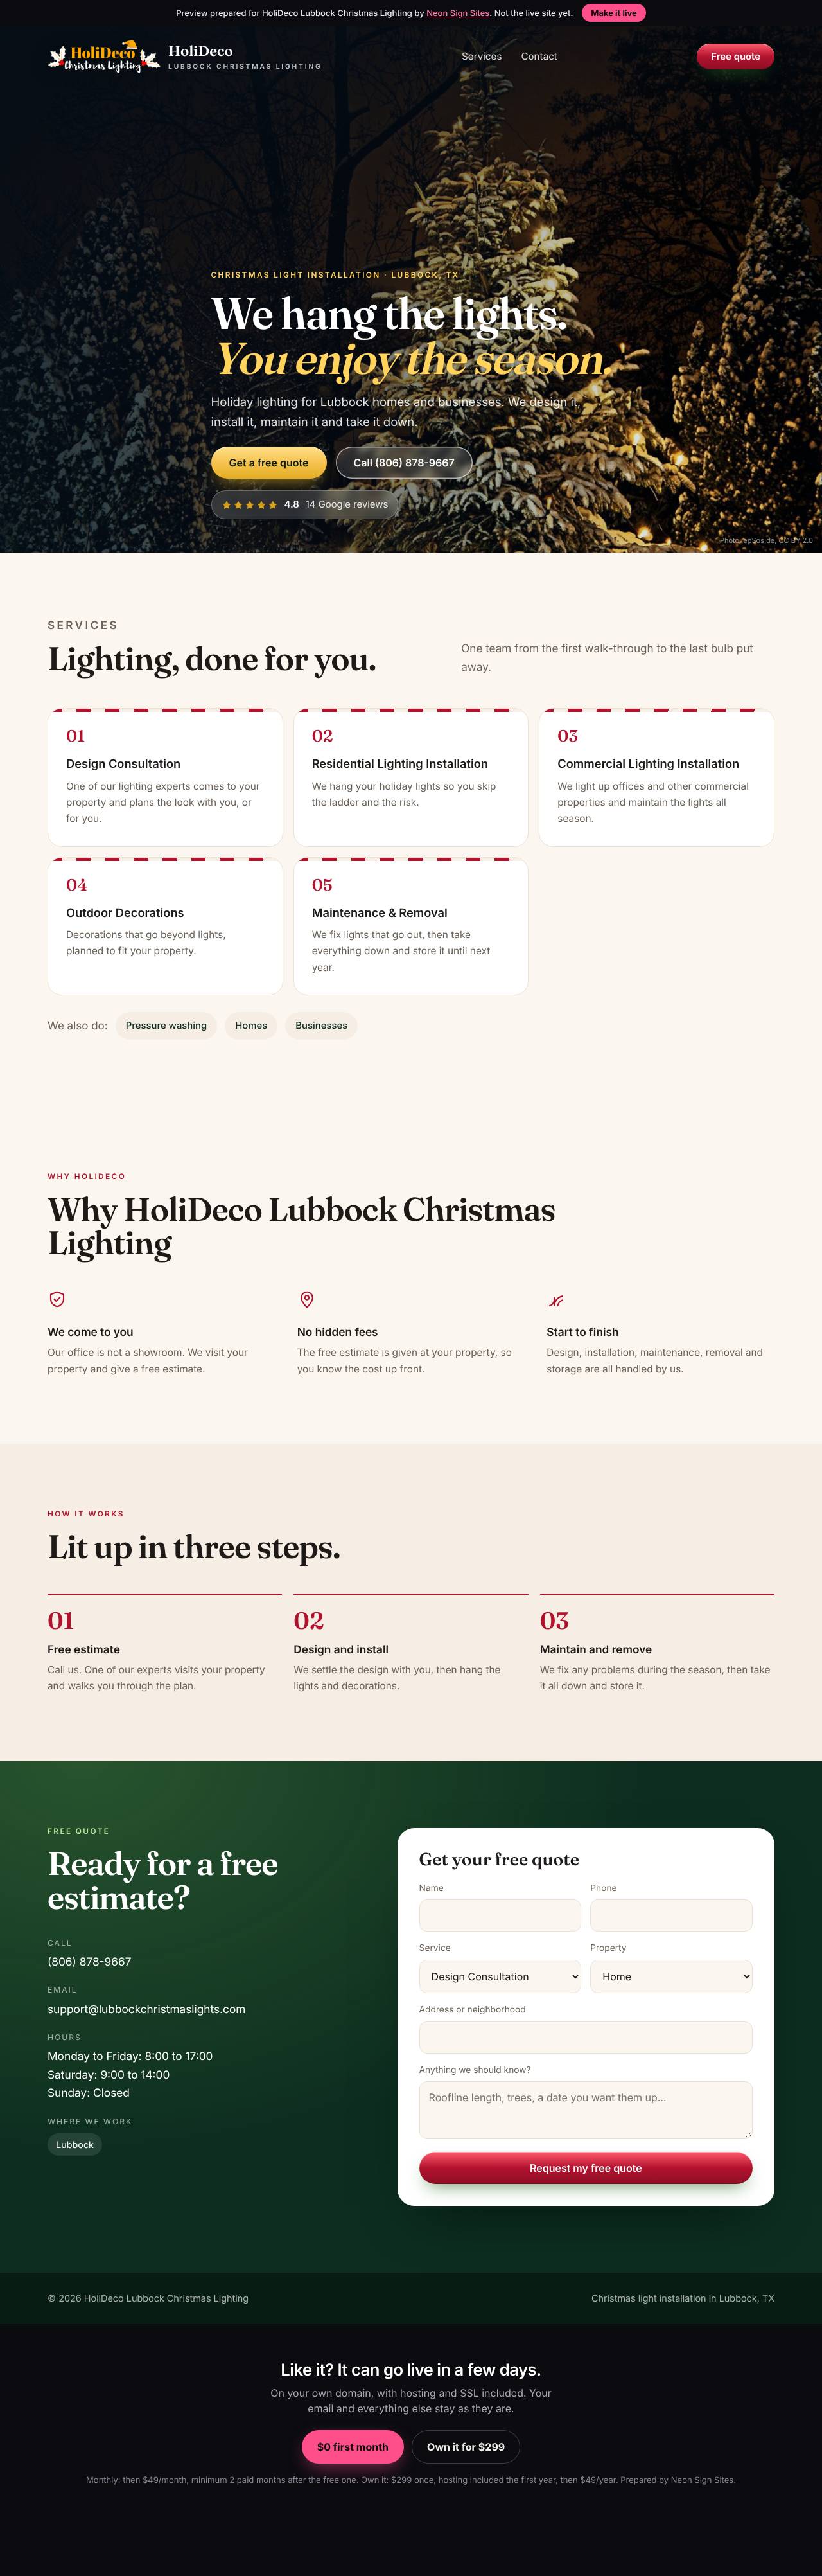 Preview prepared for HoliDeco Lubbock Christmas Lighting by Neon Sign Sites. Not the live site yet. Make it live
HoliDeco
Christmas Lighting
HoliDeco
LUBBOCK CHRISTMAS LIGHTING
Services Contact
Free quote
CHRISTMAS LIGHT INSTALLATION · LUBBOCK, TX
We hang the lights.
You enjoy the season.
Holiday lighting for Lubbock homes and businesses. We design it,
install it, maintain it and take it down.
Get a free quote Call (806) 878-9667
4.8 14 Google reviews
Photo: epSos.de, CC BY 2.0
SERVICES
Lighting, done for you.
One team from the first walk-through to the last bulb put
away.
01
Design Consultation
One of our lighting experts comes to your
property and plans the look with you, or
for you.
02
Residential Lighting Installation
We hang your holiday lights so you skip
the ladder and the risk.
03
Commercial Lighting Installation
We light up offices and other commercial
properties and maintain the lights all
season.
04
Outdoor Decorations
Decorations that go beyond lights,
planned to fit your property.
05
Maintenance & Removal
We fix lights that go out, then take
everything down and store it until next
year.
We also do: Pressure washing Homes Businesses
WHY HOLIDECO
Why HoliDeco Lubbock Christmas
Lighting
We come to you
Our office is not a showroom. We visit your
property and give a free estimate.
No hidden fees
The free estimate is given at your property, so
you know the cost up front.
Start to finish
Design, installation, maintenance, removal and
storage are all handled by us.
HOW IT WORKS
Lit up in three steps.
01
Free estimate
Call us. One of our experts visits your property
and walks you through the plan.
02
Design and install
We settle the design with you, then hang the
lights and decorations.
03
Maintain and remove
We fix any problems during the season, then take
it all down and store it.
FREE QUOTE
Ready for a free
estimate?
CALL
(806) 878-9667
EMAIL
support@lubbockchristmaslights.com
HOURS
Monday to Friday: 8:00 to 17:00
Saturday: 9:00 to 14:00
Sunday: Closed
WHERE WE WORK
Lubbock
Get your free quote
Name Phone
Service Property
Design Consultation Home
Address or neighborhood
Anything we should know?
Roofline length, trees, a date you want them up...
Request my free quote
© 2026 HoliDeco Lubbock Christmas Lighting
Christmas light installation in Lubbock, TX
Like it? It can go live in a few days.
On your own domain, with hosting and SSL included. Your
email and everything else stay as they are.
$0 first month Own it for $299
Monthly: then $49/month, minimum 2 paid months after the free one. Own it: $299 once, hosting included the first year, then $49/year. Prepared by Neon Sign Sites.